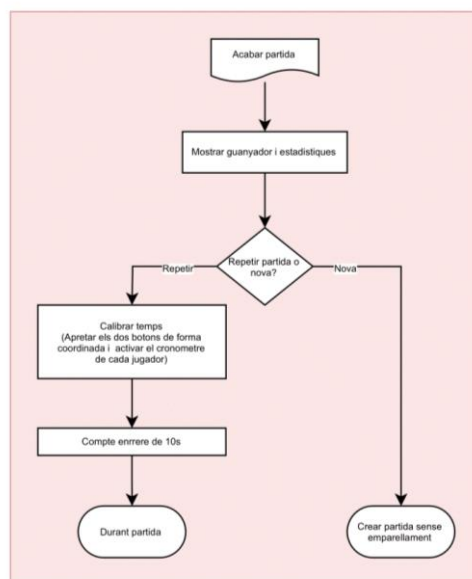 Acabar partida
Mostrar guanyador i estadístiques
Repetir partida o
nova?
Repetir
Nova
Calibrar temps
(Apretar els dos botons de forma
coordinada i activar el cronometre
de cada jugador)
Compte enrrere de 10s
Durant partida
Crear partida sense
emparellament